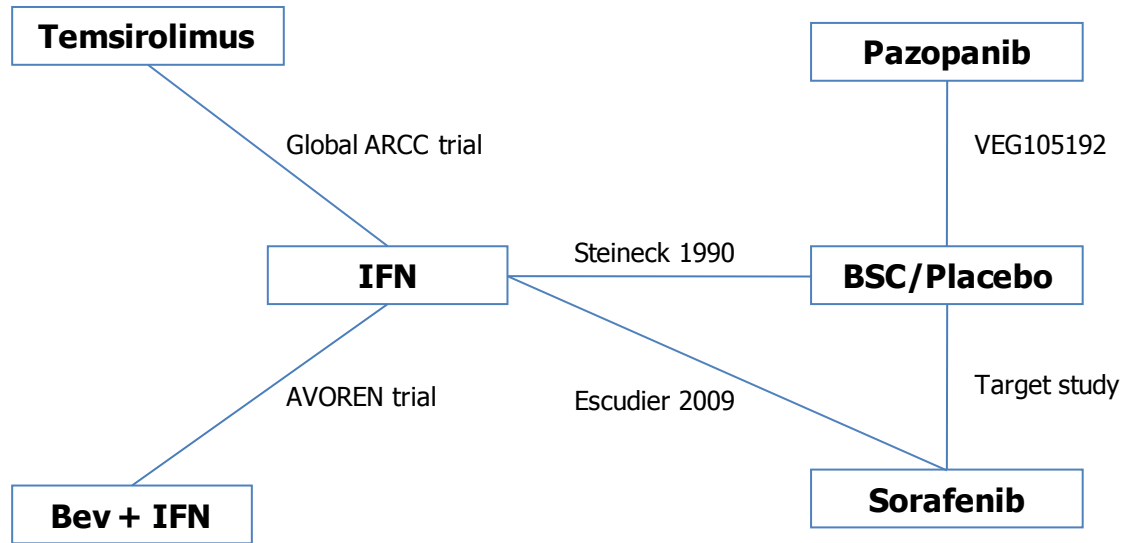 Temsirolimus
Pazopanib
Global ARCC trial
VEG105192
Steineck 1990
IFN
BSC/Placebo
AVOREN trial
Escudier 2009
Target study
Bev + IFN
Sorafenib